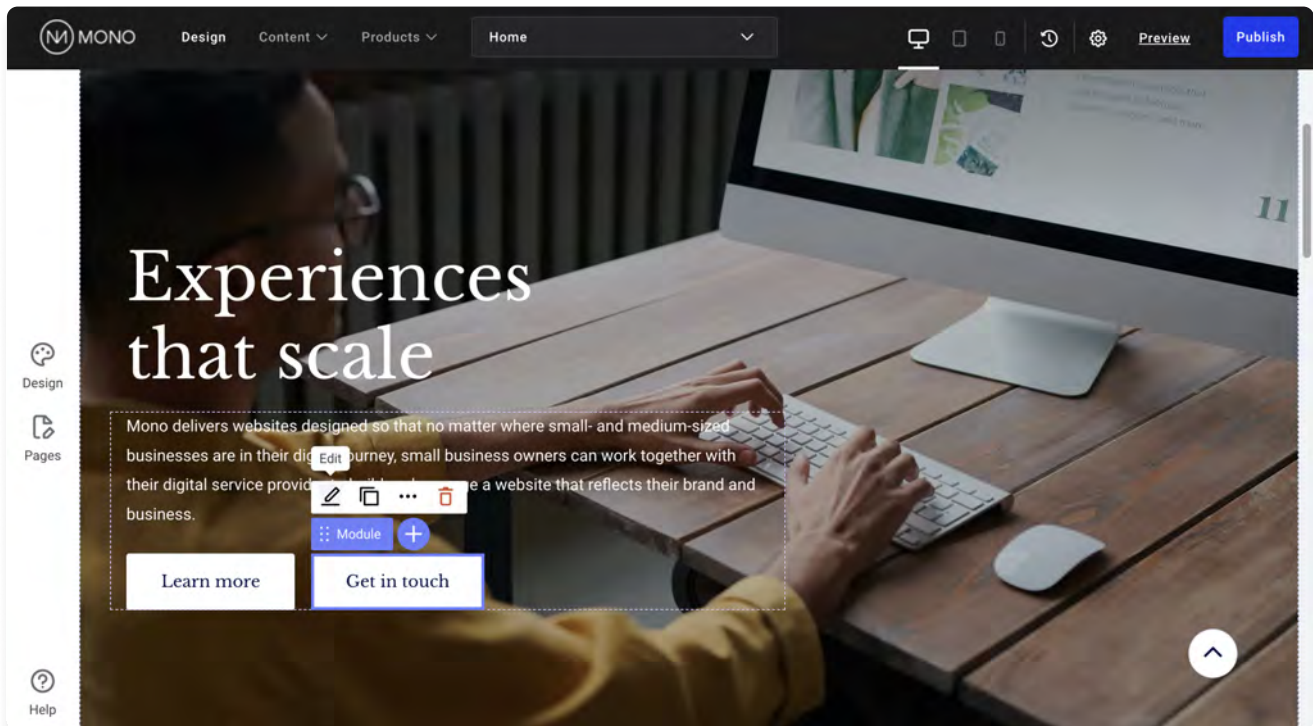 MONO
Design
Content
Products
Home
Preview
Publish
11
Experiences
that scale
Design
Pages
Mono delivers websites designed so that no matter where small- and medium-sized
businesses are in their dig journey, small business owners can work together with
Edit
their digital service provid e a website that reflects their brand and
business.
Module
Learn more
Get in touch
Help